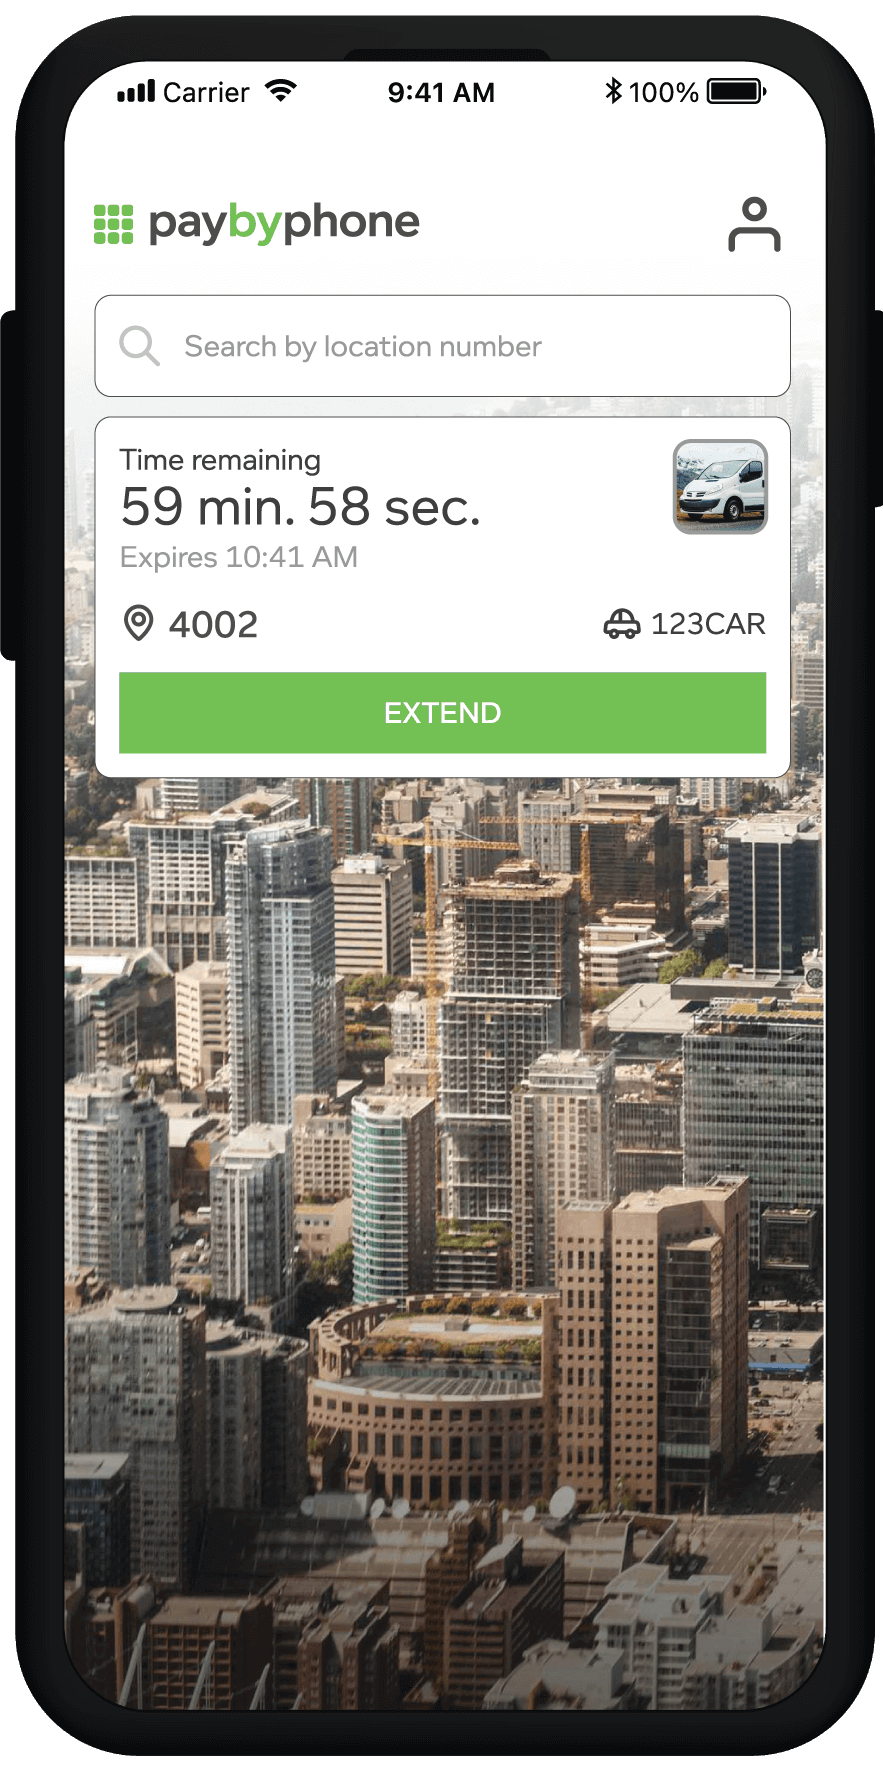 Carrier 9:41 AM 100%
paybyphone
Search by location number
Time remaining
59 min. 58 sec.
Expires 10:41 AM
4002 123CAR
EXTEND